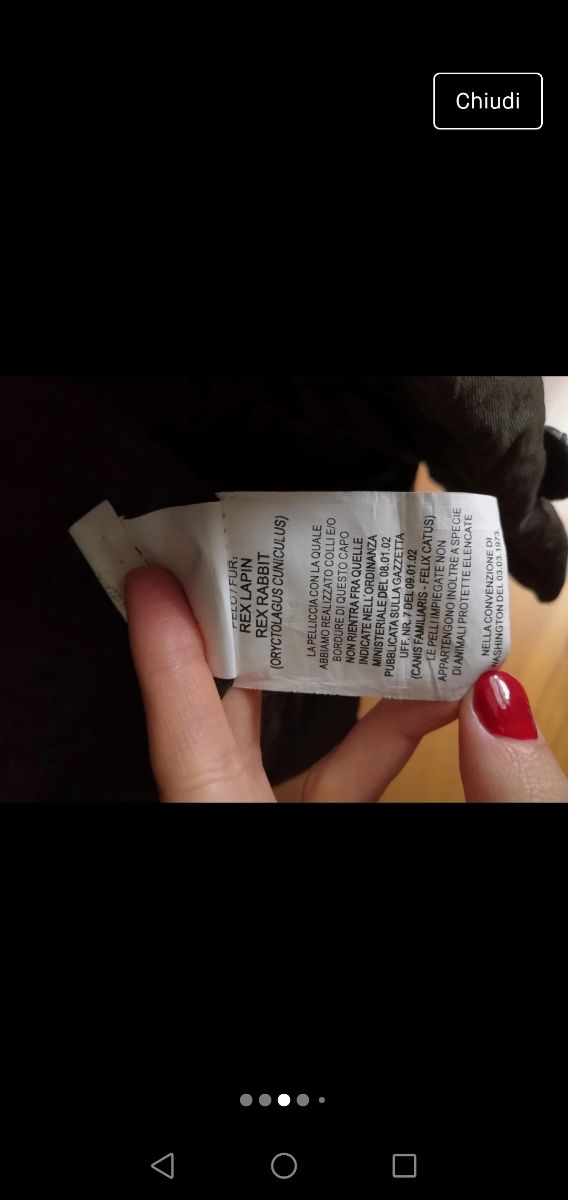 Chiudi
PELO / FUR:
REX LAPIN
REX RABBIT
(ORYCTOLAGUS CUNICULUS)
LA PELLICCIA CON LA QUALE
ABBIAMO REALIZZATO COLLI E/O
BORDURE DI QUESTO CAPO
NON RIENTRA FRA QUELLE
INDICATE NELL'ORDINANZA
MINISTERIALE DEL 08.01.02
PUBBLICATA SULLA GAZZETTA
UFF. NR. 7 DEL 09.01.02
(CANIS FAMILIARIS - FELIX CATUS)
LE PELLI IMPIEGATE NON
APPARTENGONO INOLTRE A SPECIE
DI ANIMALI PROTETTE ELENCATE
NELLA CONVENZIONE DI
WASHINGTON DEL 03.03.1973